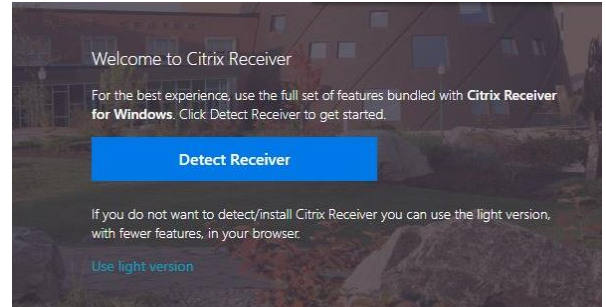 Welcome to Citrix Receiver
For the best experience, use the full set of features bundled with Citrix Receiver
for Windows. Click Detect Receiver to get started.
Detect Receiver
If you do not want to detect/install Citrix Receiver you can use the light version,
with fewer features, in your browser.
Use light version